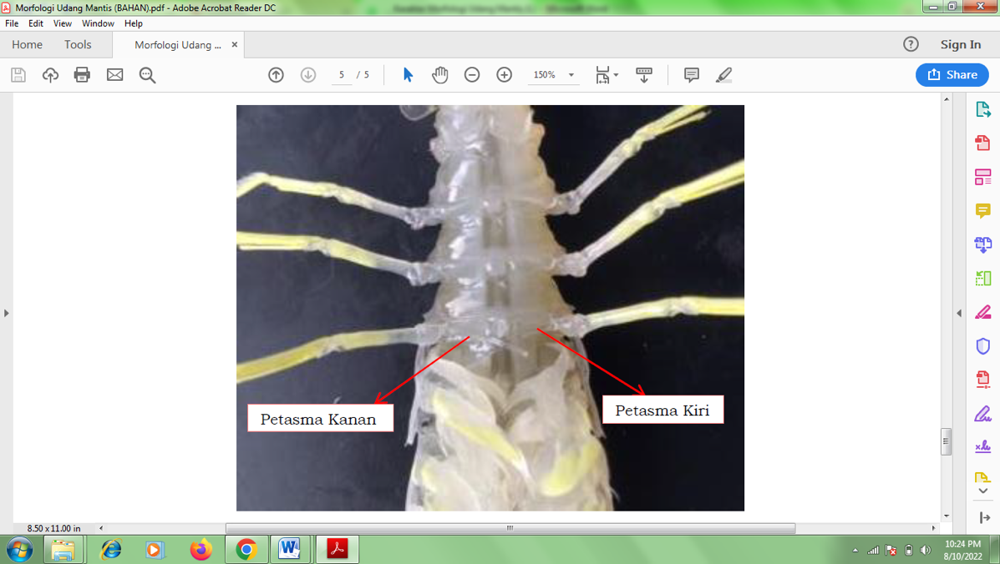 Morfologi Udang Mantis (BAHAN).pdf - Adobe Acrobat Reader DC
File Edit View Window Help
Home Tools Morfologi Udang ... × ? Sign In
5 / 5 150% Share
Petasma Kanan
Petasma Kiri
8.50 x 11.00 in
10:24 PM
8/10/2022